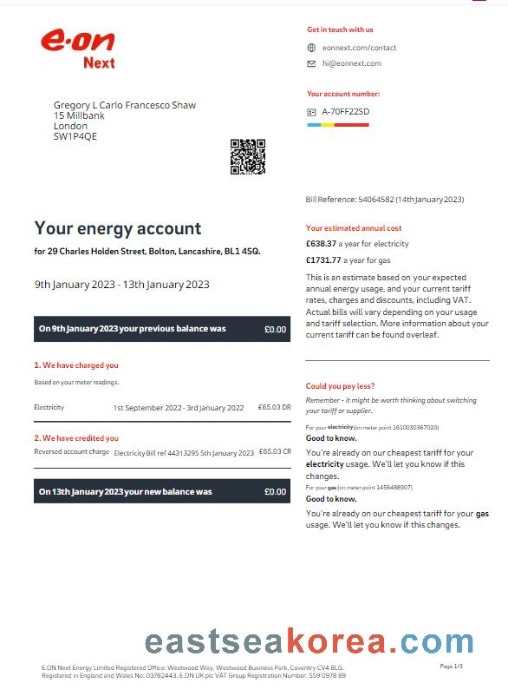 e·on
Next
Get in touch with us
eonnext.com/contact
hi@eonnext.com
Your account number:
A-70FF22SD
Gregory L Carlo Francesco Shaw
15 Millbank
London
SW1P4QE
Bill Reference: 54064582 (14th January 2023)
Your energy account
for 29 Charles Holden Street, Bolton, Lancashire, BL1 4SQ.
9th January 2023 - 13th January 2023
On 9th January 2023 your previous balance was £0.00
1. We have charged you
Based on your meter readings.
Electricity 1st September 2022 - 3rd January 2022 £65.03 DR
2. We have credited you
Reversed account charge Electricity Bill ref 44313295 5th January 2023 £65.03 CR
On 13th January 2023 your new balance was £0.00
Your estimated annual cost
£638.37 a year for electricity
£1731.77 a year for gas
This is an estimate based on your expected
annual energy usage, and your current tariff
rates, charges and discounts, including VAT.
Actual bills will vary depending on your usage
and tariff selection. More information about your
current tariff can be found overleaf.
Could you pay less?
Remember - it might be worth thinking about switching
your tariff or supplier.
For your electricity (on meter point 1610030367020)
Good to know.
You're already on our cheapest tariff for your
electricity usage. We'll let you know if this
changes.
For your gas (on meter point 1456488907)
Good to know.
You're already on our cheapest tariff for your gas
usage. We'll let you know if this changes.
eastseakorea.com
E.ON Next Energy Limited Registered Office: Westwood Way, Westwood Business Park, Coventry CV4 8LG.
Registered in England and Wales No: 03782443. E.ON UK plc VAT Group Registration Number: 559 0978 89
Page 1/3